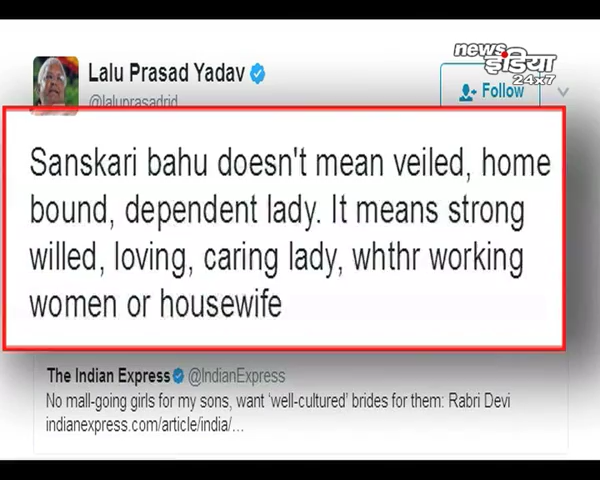 news
इंडिया
24x7
Lalu Prasad Yadav
@laluprasadrjd
Follow
Sanskari bahu doesn't mean veiled, home
bound, dependent lady. It means strong
willed, loving, caring lady, whthr working
women or housewife
The Indian Express @IndianExpress
No mall-going girls for my sons, want ‘well-cultured’ brides for them: Rabri Devi
indianexpress.com/article/india/...